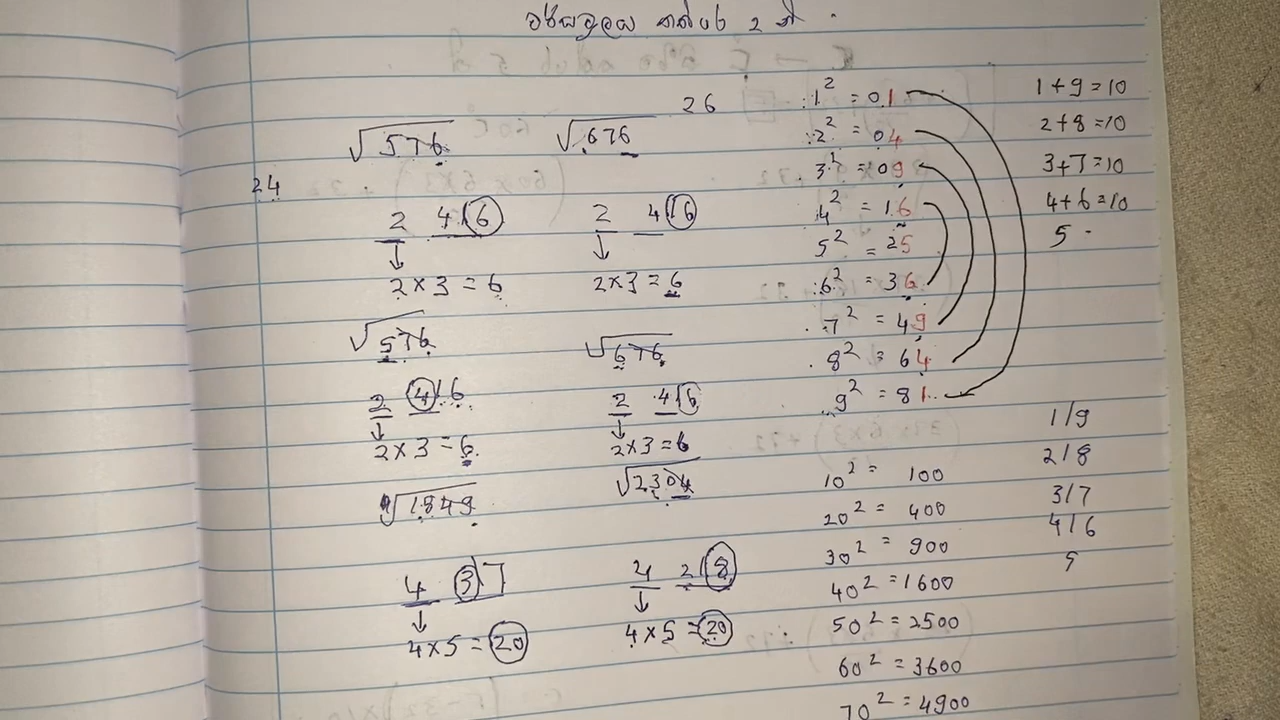 වර්ගමූලය තත්පර 2 න්.
26
√576 √676
24
2 4/6 2 4/6
2×3=6 2×3=6
√576 √676
2 4/6 2 4/6
2×3=6 2×3=6
√1849 √2304
4 3/7 4 2/8
4×5=20 4×5=20
1² = 01
2² = 04
3² = 09
4² = 16
5² = 25
6² = 36
7² = 49
8² = 64
9² = 81
10² = 100
20² = 400
30² = 900
40² = 1600
50² = 2500
60² = 3600
70² = 4900
1+9=10
2+8=10
3+7=10
4+6=10
5
1/9
2/8
3/7
4/6